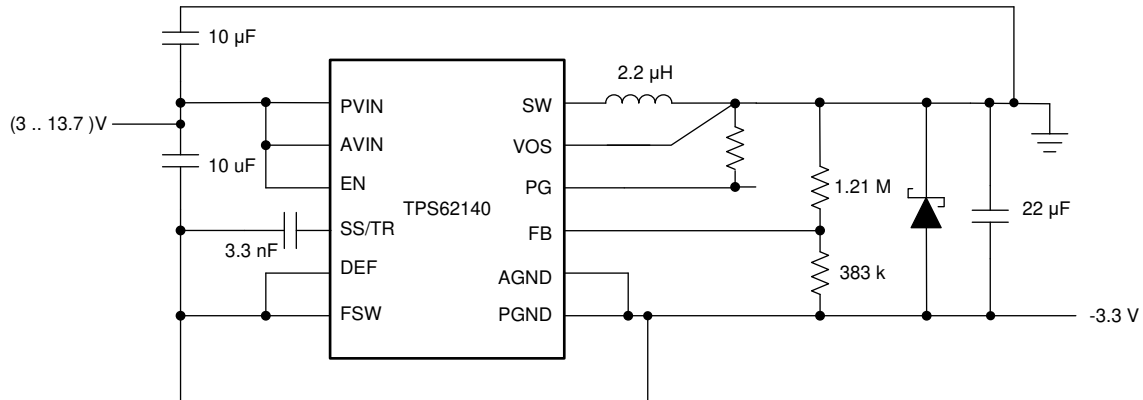 10 µF
2.2 µH
PVIN
SW
(3 .. 13.7 )V
AVIN
VOS
10 uF
EN
PG
1.21 M
TPS62140
22 µF
SS/TR
FB
3.3 nF
DEF
AGND
383 k
FSW
PGND
-3.3 V